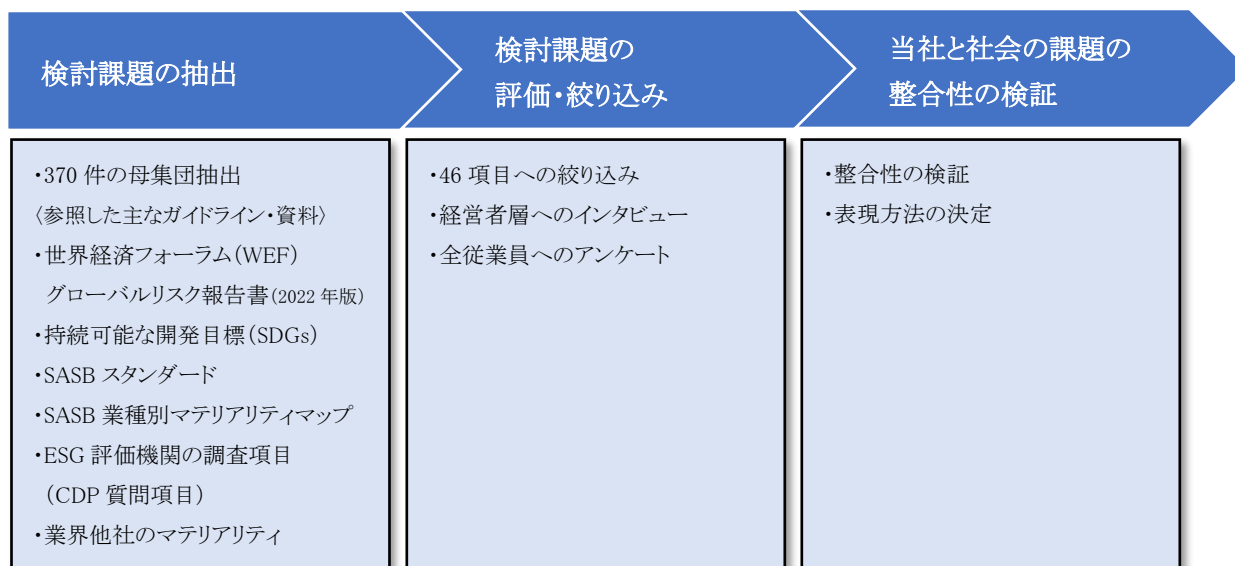 検討課題の抽出
検討課題の
評価・絞り込み
当社と社会の課題の
整合性の検証
・370 件の母集団抽出
〈参照した主なガイドライン・資料〉
・世界経済フォーラム(WEF)
グローバルリスク報告書(2022 年版)
・持続可能な開発目標(SDGs)
・SASB スタンダード
・SASB 業種別マテリアリティマップ
・ESG 評価機関の調査項目
(CDP 質問項目)
・業界他社のマテリアリティ
・46 項目への絞り込み
・経営者層へのインタビュー
・全従業員へのアンケート
・整合性の検証
・表現方法の決定